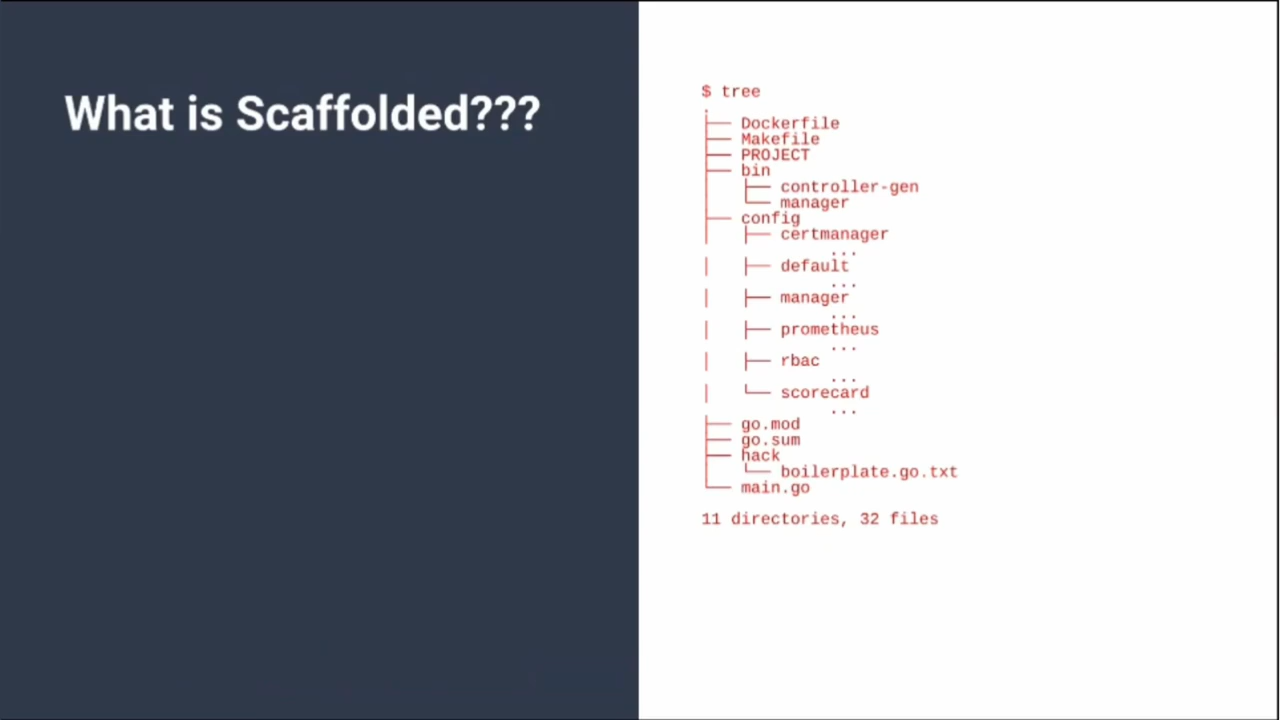 What is Scaffolded???
$ tree
.
├── Dockerfile
├── Makefile
├── PROJECT
├── bin
│   ├── controller-gen
│   └── manager
├── config
│   ├── certmanager
...
│   ├── default
...
│   ├── manager
...
│   ├── prometheus
...
│   ├── rbac
...
│   └── scorecard
...
├── go.mod
├── go.sum
├── hack
│   └── boilerplate.go.txt
└── main.go
11 directories, 32 files